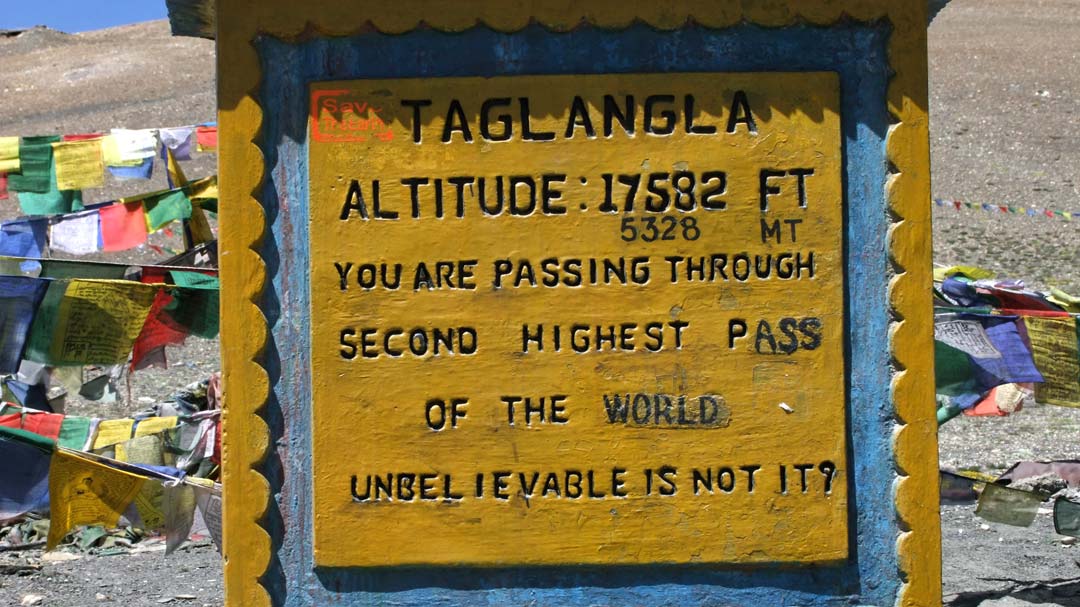 TAGLANGLA
ALTITUDE : 17582 FT
5328 MT
YOU ARE PASSING THROUGH
SECOND HIGHEST PASS
OF THE WORLD
UNBELIEVABLE IS NOT IT?